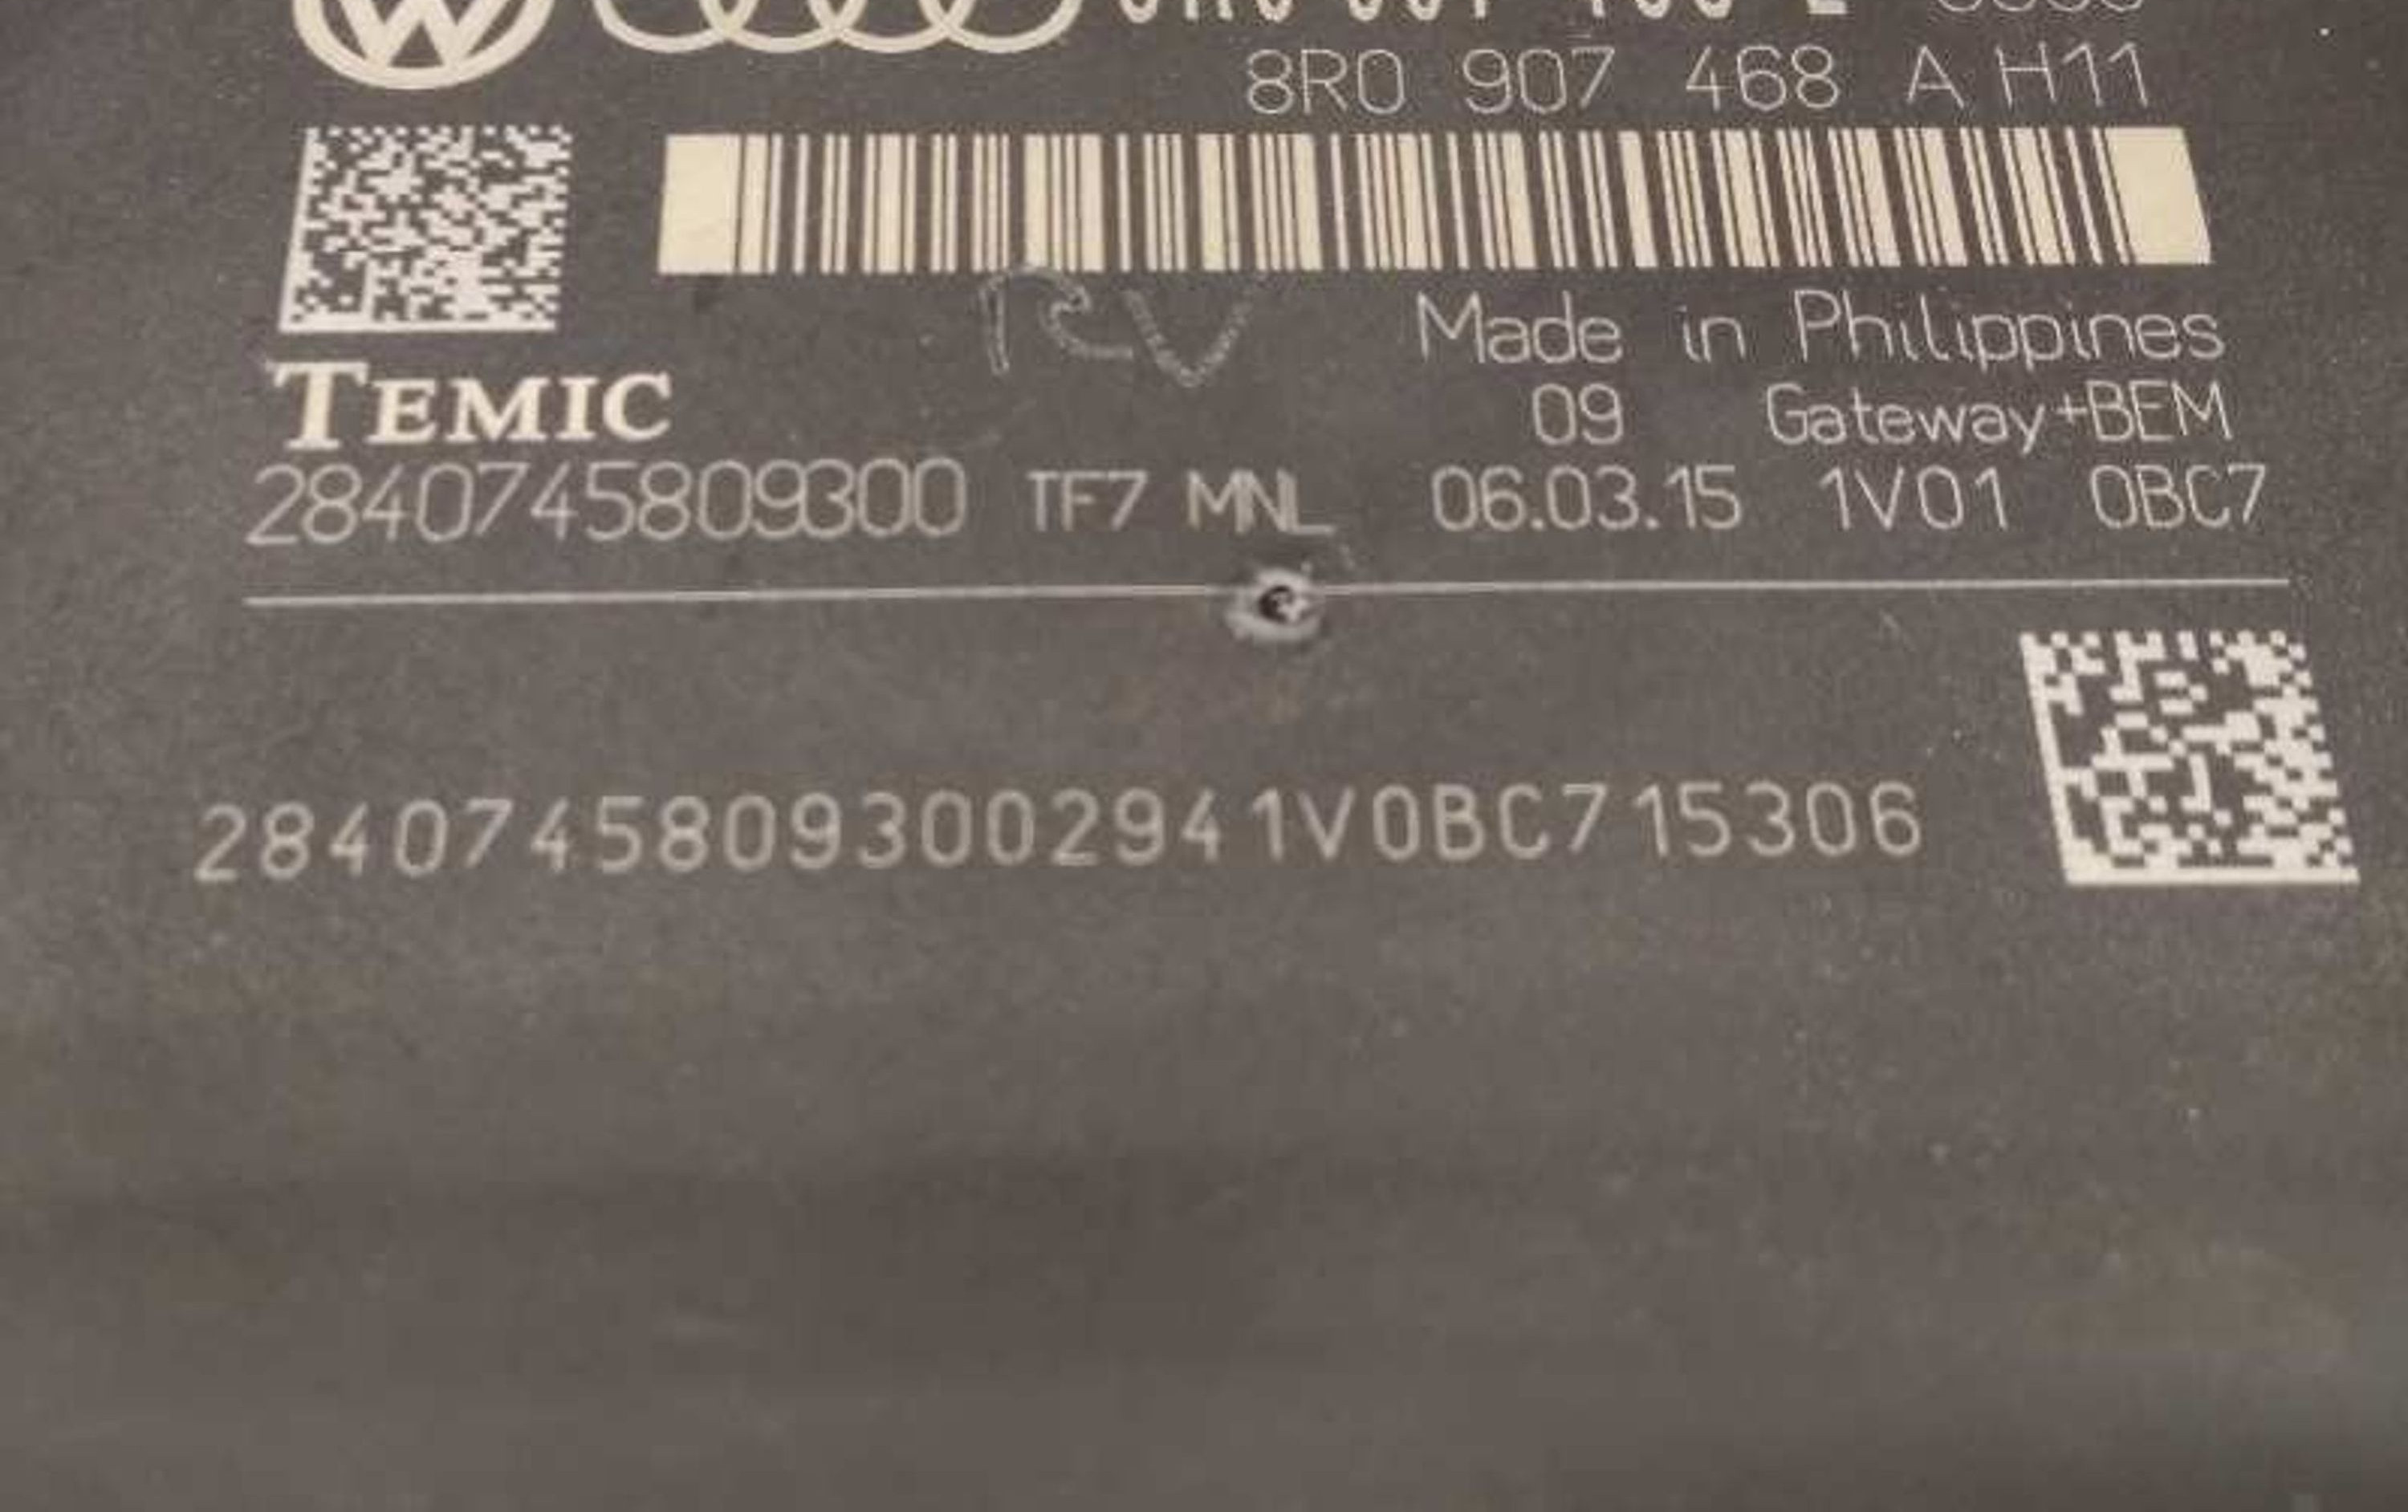 8R0 907 468 A H11
Made in Philippines
TEMIC
09 Gateway+BEM
2840745809300 TF7 MNL 06.03.15 1V01 0BC7
28407458093002941V0BC715306